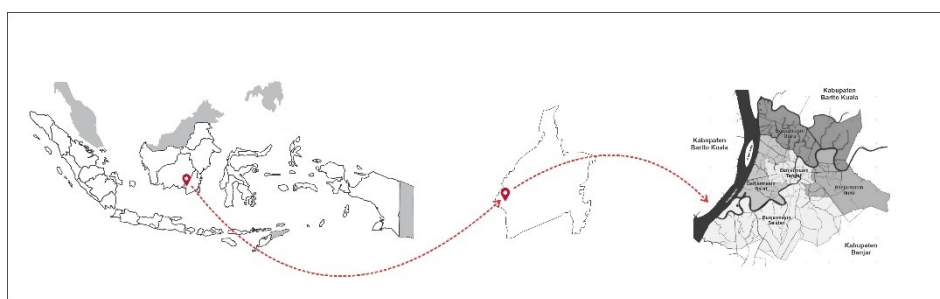 Kabupaten
Barito Kuala
Kabupaten
Barito Kuala
Banjarmasin
Utara
Banjarmasin
Tengah
Banjarmasin
Barat
Banjarmasin
Timur
Banjarmasin
Selatan
Kabupaten
Banjar